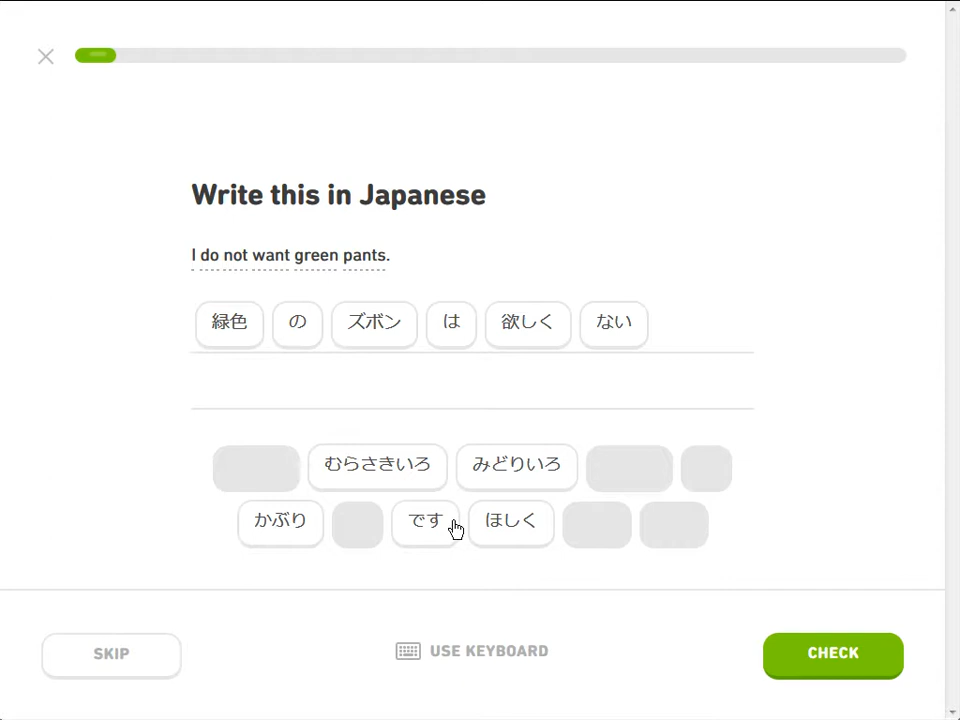 Write this in Japanese
I do not want green pants.
緑色 の ズボン は 欲しく ない
むらさきいろ みどりいろ
かぶり です ほしく
SKIP USE KEYBOARD CHECK